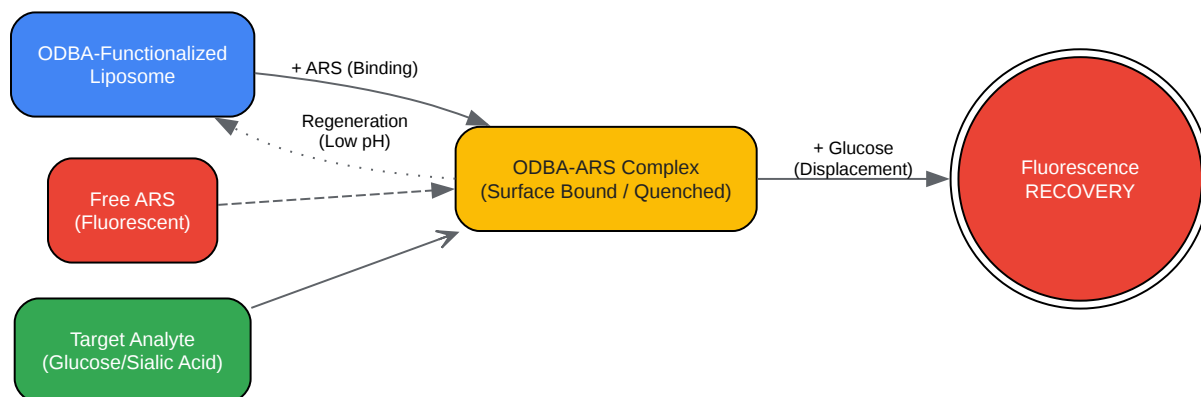 ODBA-Functionalized
Liposome
+ ARS (Binding)
Regeneration
(Low pH)
Free ARS
(Fluorescent)
Target Analyte
(Glucose/Sialic Acid)
ODBA-ARS Complex
(Surface Bound / Quenched)
+ Glucose
(Displacement)
Fluorescence
RECOVERY